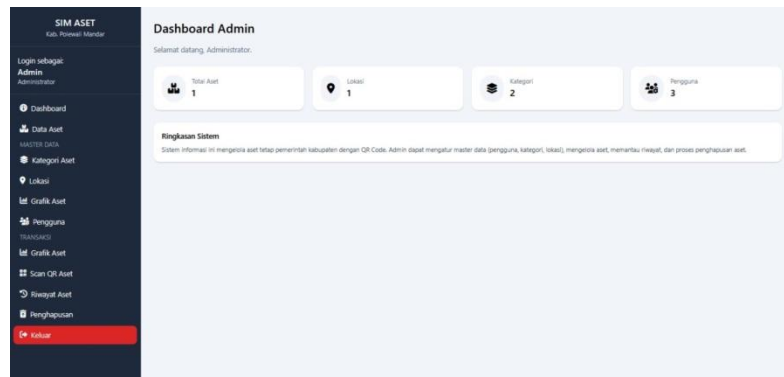 SIM ASET
Kab. Polewali Mandar
Login sebagai:
Admin
Administrator
Dashboard
Data Aset
MASTER DATA
Kategori Aset
Lokasi
Grafik Aset
Pengguna
TRANSAKSI
Grafik Aset
Scan QR Aset
Riwayat Aset
Penghapusan
Keluar
Dashboard Admin
Selamat datang, Administrator.
Total Aset
1
Lokasi
1
Kategori
2
Pengguna
3
Ringkasan Sistem
Sistem informasi ini mengelola aset tetap pemerintah kabupaten dengan QR Code. Admin dapat mengatur master data (pengguna, kategori, lokasi), mengelola aset, memantau riwayat, dan proses penghapusan aset.